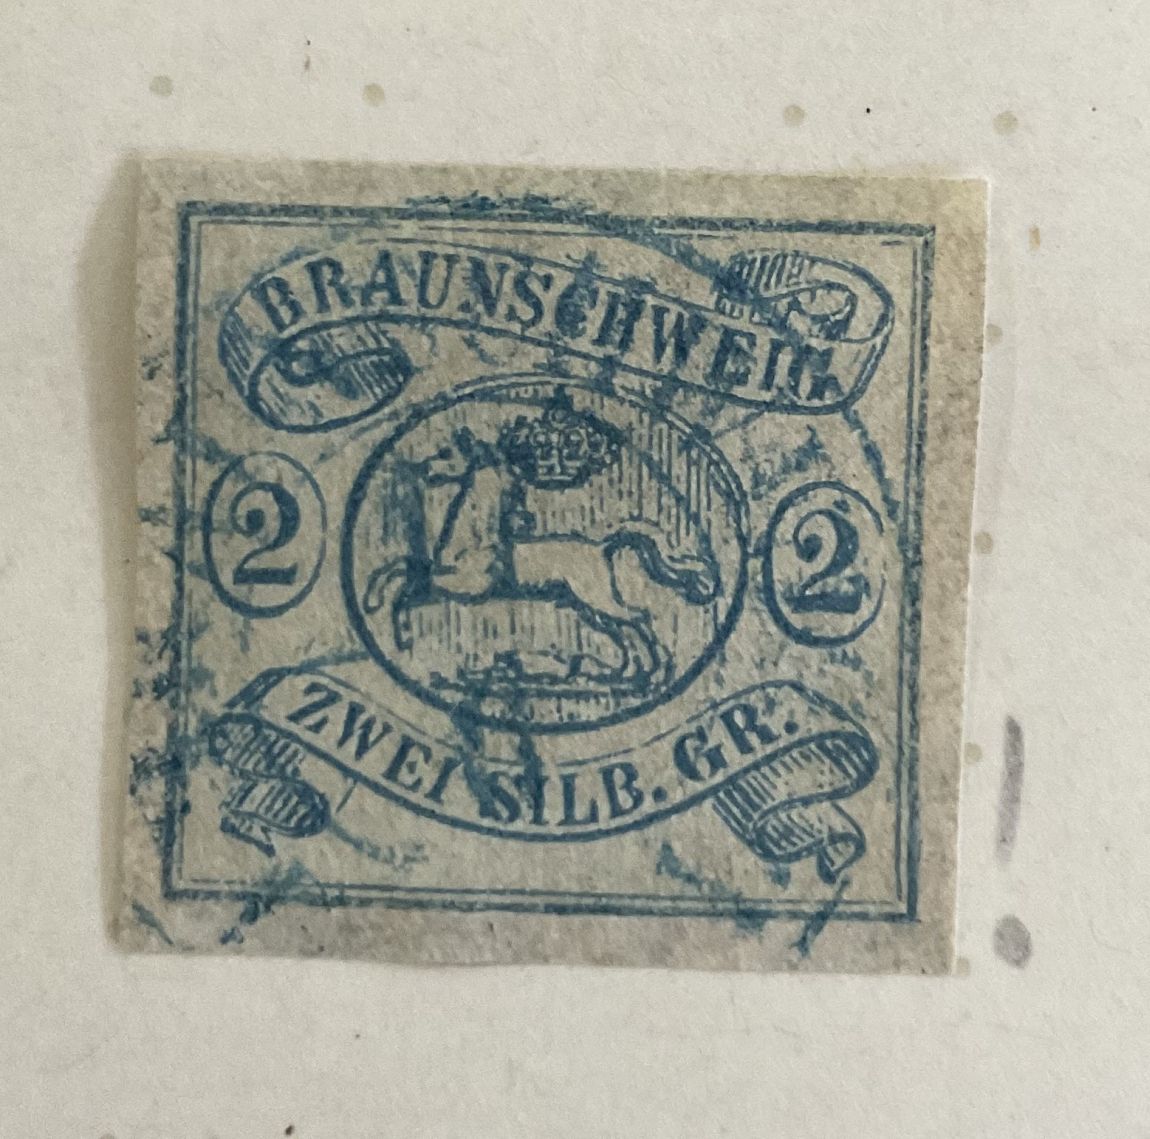 BRAUNSCHWEIG.
2 2
ZWEI SILB. GR.